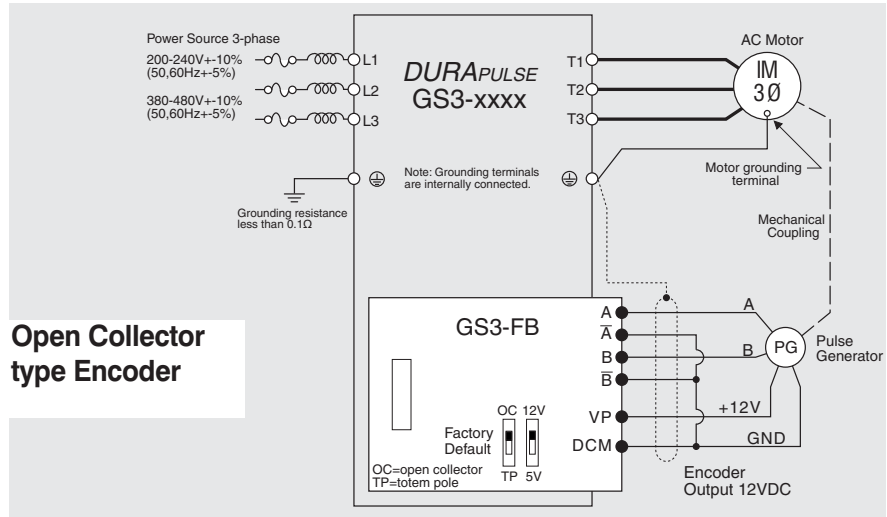 Power Source 3-phase
200-240V+-10%
(50,60Hz+-5%)
380-480V+-10%
(50,60Hz+-5%)
L1
L2
L3
DURAPULSE
GS3-xxxx
T1
T2
T3
AC Motor
IM
3Ø
Note: Grounding terminals
are internally connected.
Grounding resistance
less than 0.1Ω
Motor grounding
terminal
Mechanical
Coupling
Open Collector
type Encoder
GS3-FB
A
A̅
B
B̅
VP
DCM
A
B
+12V
GND
PG
Pulse
Generator
OC 12V
Factory
Default
TP 5V
OC=open collector
TP=totem pole
Encoder
Output 12VDC